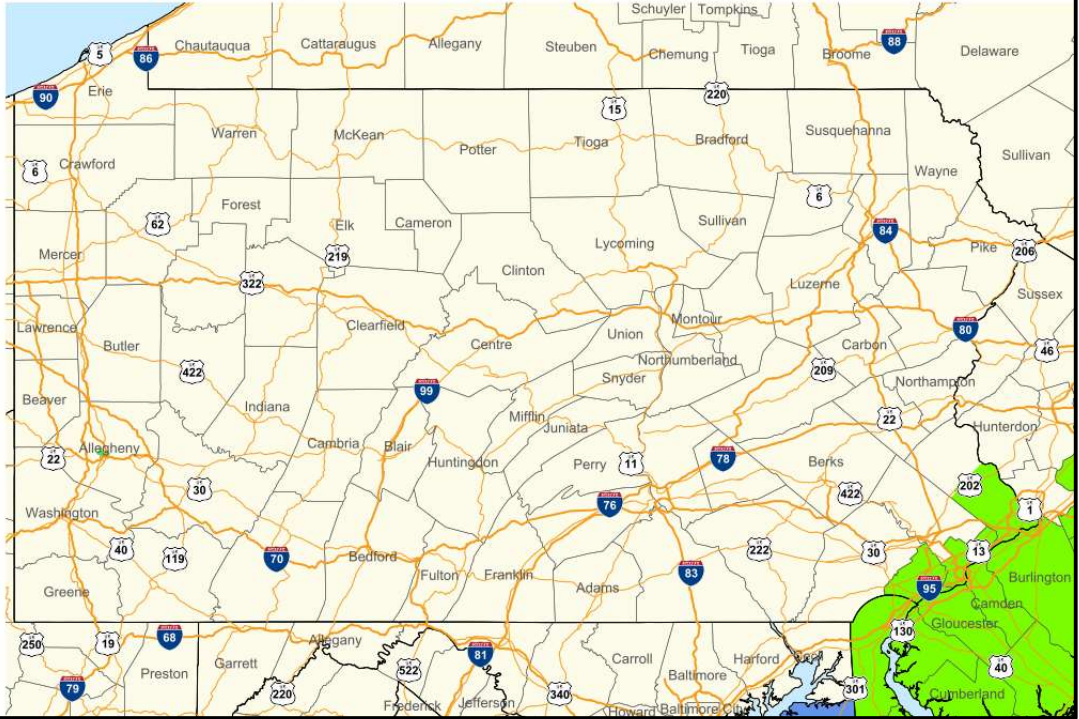 Schuyler Tompkins
5
86
Chautauqua
Cattaraugus
Allegany
Steuben
Chemung
Tioga
Broome
88
Delaware
90
Erie
15
220
Warren
McKean
Potter
Tioga
Bradford
Susquehanna
Sullivan
Crawford
6
Wayne
62
Forest
Elk
Cameron
Sullivan
6
84
Mercer
219
Lycoming
Pike
206
322
Clinton
Luzerne
Sussex
Lawrence
Butler
Clearfield
Centre
Union
Montour
80
422
Northumberland
Carbon
46
Beaver
99
Snyder
209
Northampton
Indiana
Mifflin
Juniata
22
Hunterdon
22
Allegheny
Cambria
Blair
Huntingdon
Perry
11
78
Berks
30
76
422
202
1
Washington
40
119
70
Bedford
222
30
13
Greene
Fulton
Franklin
Adams
83
95
Burlington
Camden
Gloucester
250
19
68
Allegany
130
79
Preston
Garrett
81
Carroll
Harford
40
220
522
340
Baltimore
301
Cumberland
Frederick
Jefferson
Howard
Baltimore City